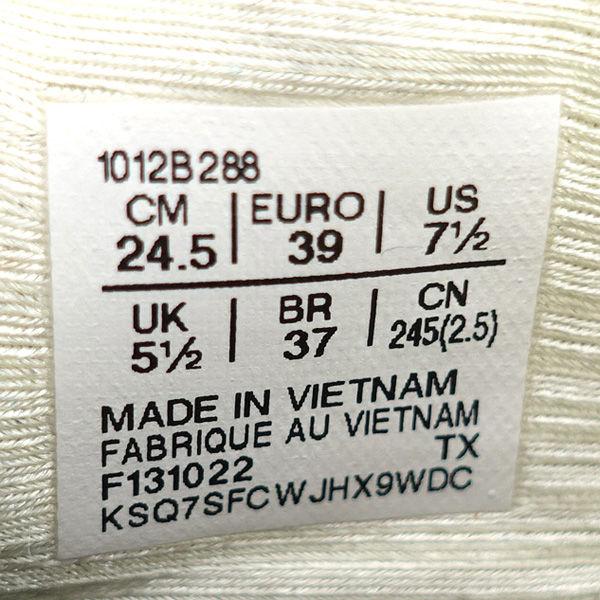 1012B288
CM | EURO | US
24.5 | 39 | 7½
UK | BR | CN
5½ | 37 | 245(2.5)
MADE IN VIETNAM
FABRIQUE AU VIETNAM
F131022 TX
KSQ7SFCWJHX9WDC